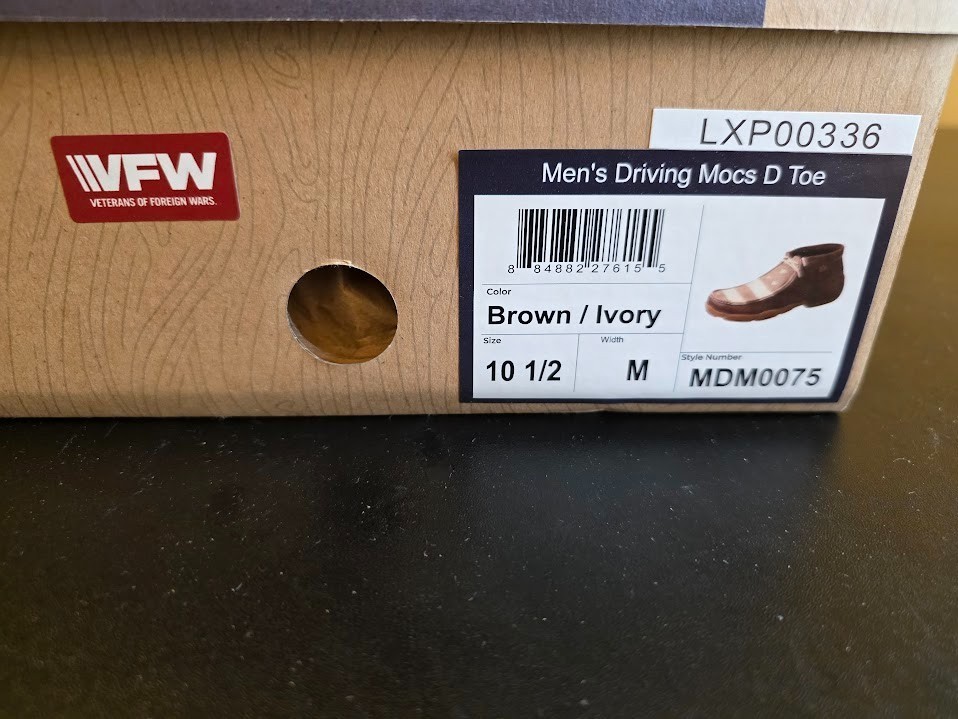 VFW
VETERANS OF FOREIGN WARS.
LXP00336
Men's Driving Mocs D Toe
8 84882 27615 5
Color
Brown / Ivory
Size
10 1/2
Width
M
Style Number
MDM0075